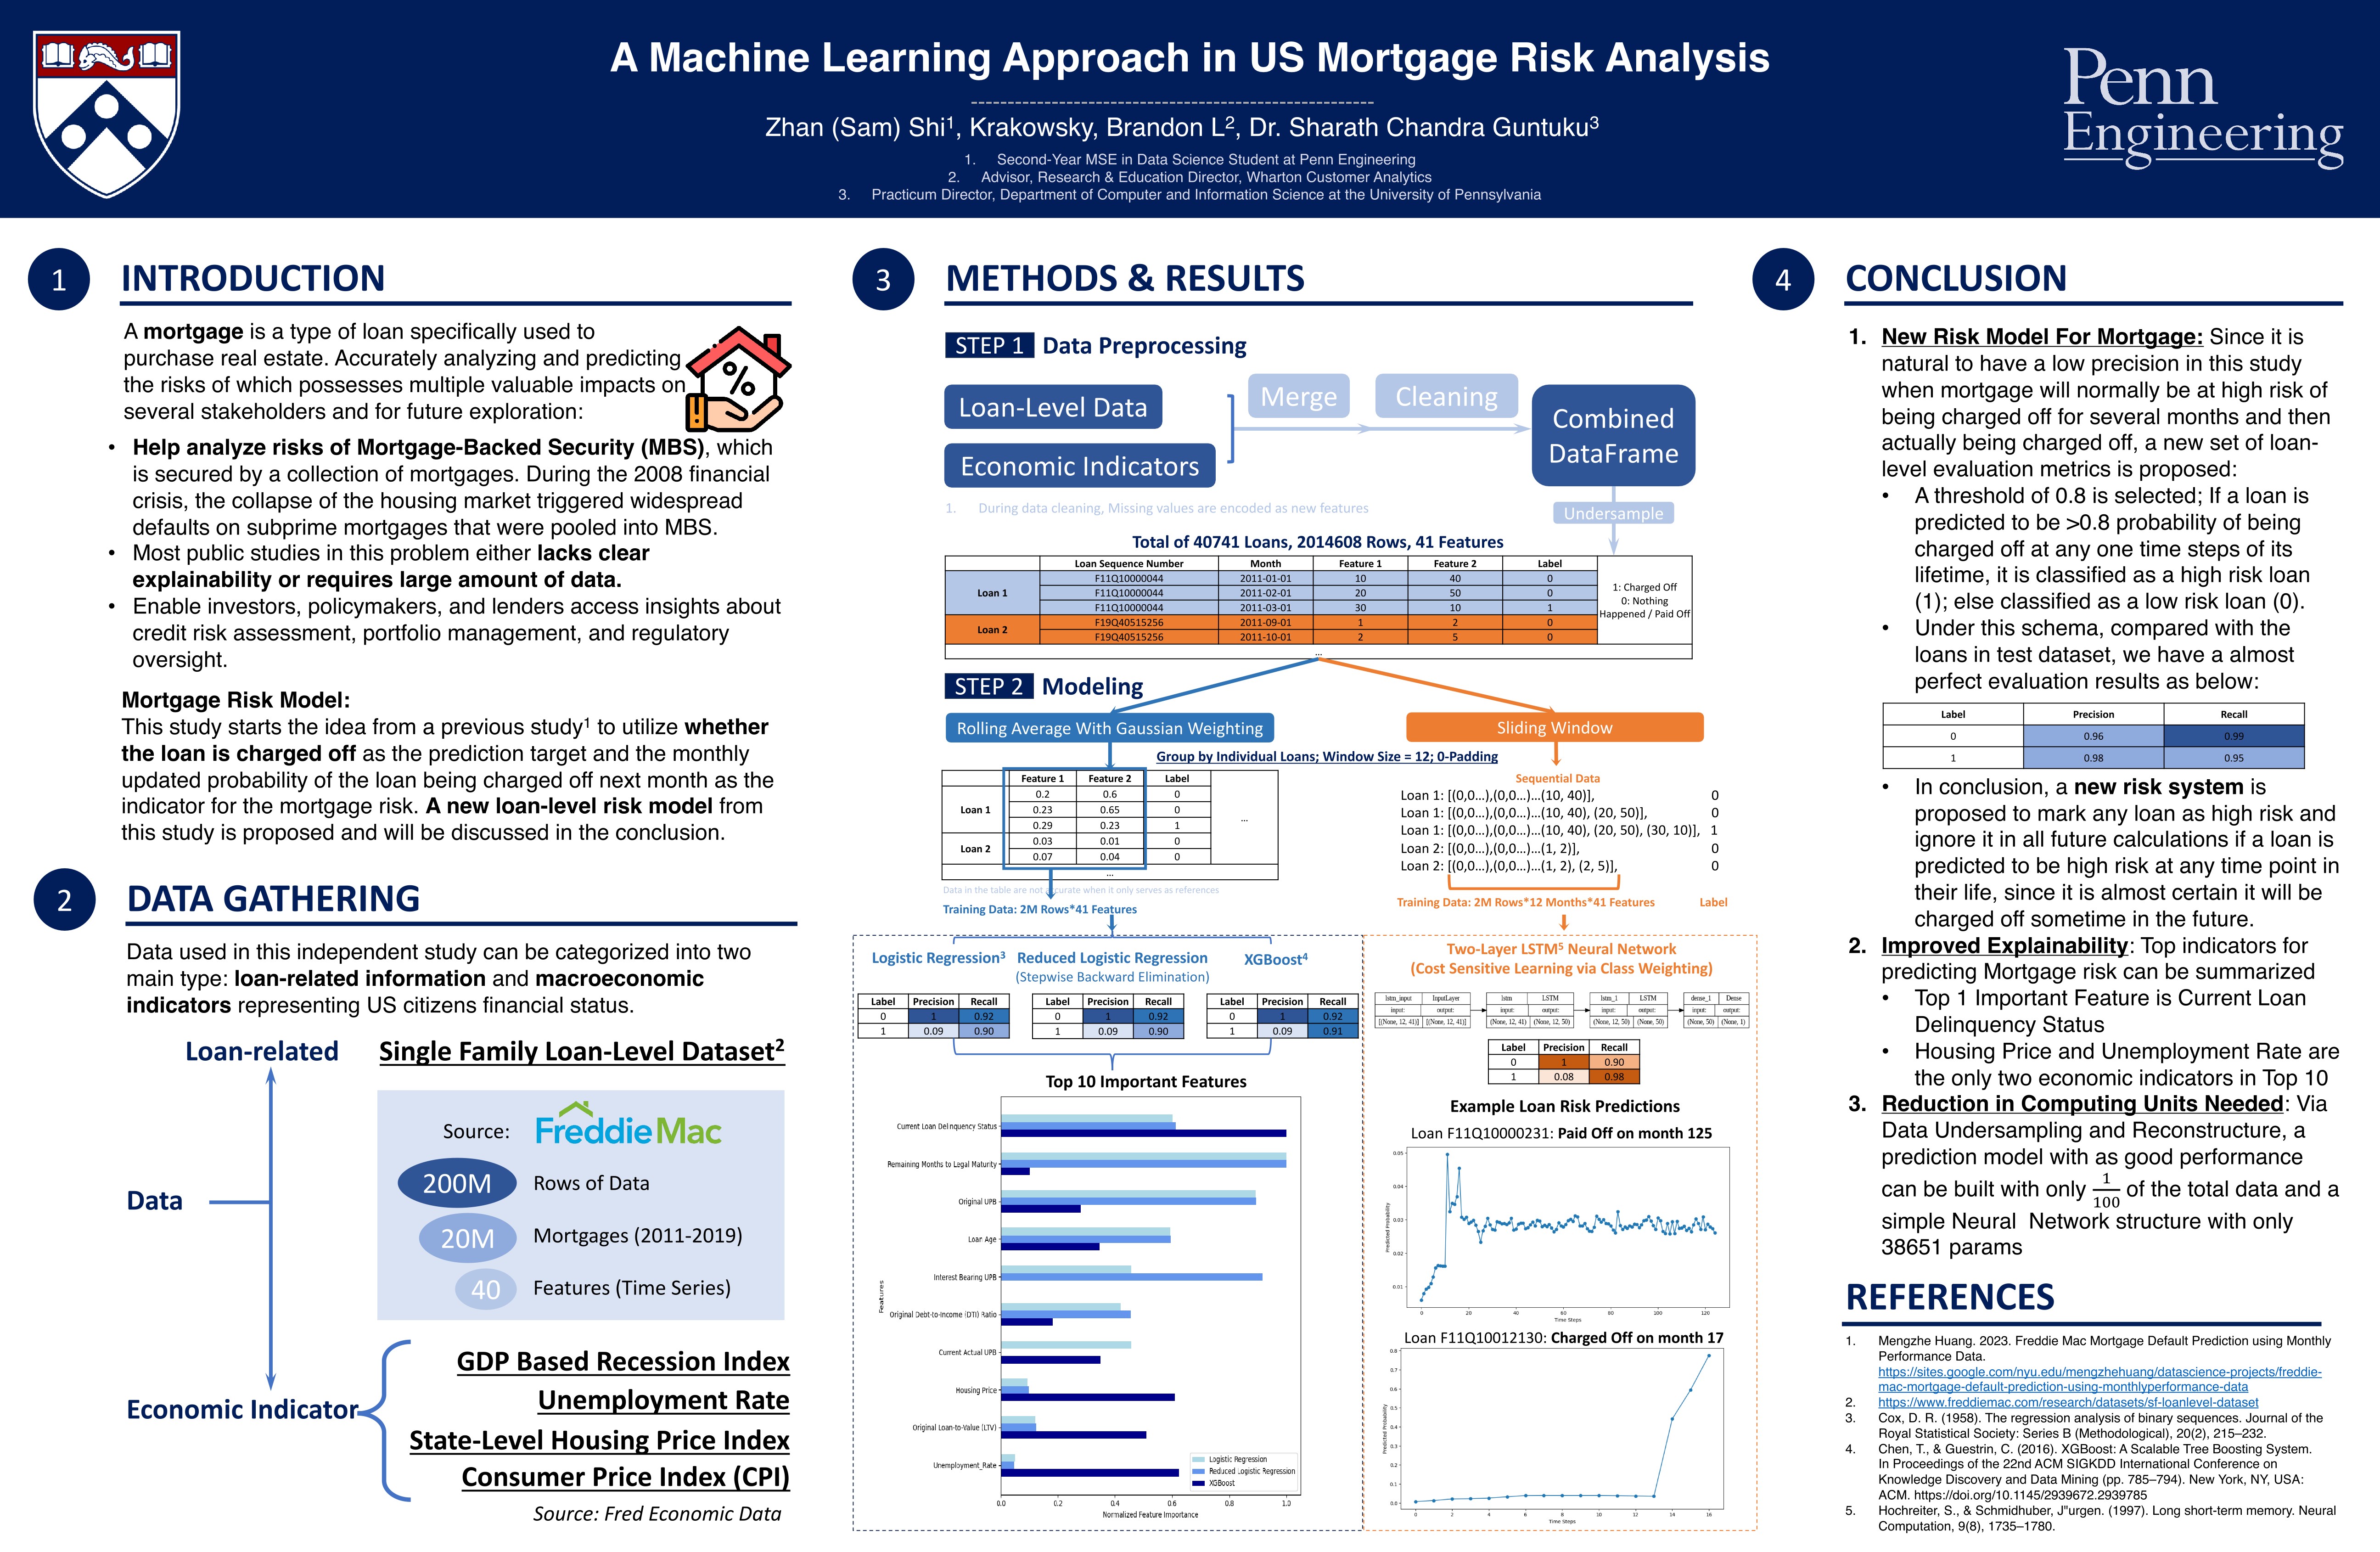 A Machine Learning Approach in US Mortgage Risk Analysis
-------------------------------------------------------
Zhan (Sam) Shi¹, Krakowsky, Brandon L², Dr. Sharath Chandra Guntuku³
1. Second-Year MSE in Data Science Student at Penn Engineering
2. Advisor, Research & Education Director, Wharton Customer Analytics
3. Practicum Director, Department of Computer and Information Science at the University of Pennsylvania
Penn
Engineering
1 INTRODUCTION
A mortgage is a type of loan specifically used to
purchase real estate. Accurately analyzing and predicting
the risks of which possesses multiple valuable impacts on
several stakeholders and for future exploration:
%
• Help analyze risks of Mortgage-Backed Security (MBS), which
is secured by a collection of mortgages. During the 2008 financial
crisis, the collapse of the housing market triggered widespread
defaults on subprime mortgages that were pooled into MBS.
• Most public studies in this problem either lacks clear
explainability or requires large amount of data.
• Enable investors, policymakers, and lenders access insights about
credit risk assessment, portfolio management, and regulatory
oversight.
Mortgage Risk Model:
This study starts the idea from a previous study¹ to utilize whether
the loan is charged off as the prediction target and the monthly
updated probability of the loan being charged off next month as the
indicator for the mortgage risk. A new loan-level risk model from
this study is proposed and will be discussed in the conclusion.
2 DATA GATHERING
Data used in this independent study can be categorized into two
main type: loan-related information and macroeconomic
indicators representing US citizens financial status.
Loan-related
Single Family Loan-Level Dataset²
Source: Freddie Mac
200M Rows of Data
Data
20M Mortgages (2011-2019)
40 Features (Time Series)
Economic Indicator
GDP Based Recession Index
Unemployment Rate
State-Level Housing Price Index
Consumer Price Index (CPI)
Source: Fred Economic Data
3 METHODS & RESULTS
STEP 1 Data Preprocessing
Loan-Level Data
Economic Indicators
Merge
Cleaning
Combined
DataFrame
1. During data cleaning, Missing values are encoded as new features
Undersample
Total of 40741 Loans, 2014608 Rows, 41 Features
Loan Sequence Number Month Feature 1 Feature 2 Label
Loan 1
F11Q10000044 2011-01-01 10 40 0
F11Q10000044 2011-02-01 20 50 0
F11Q10000044 2011-03-01 30 10 1
Loan 2
F19Q40515256 2011-09-01 1 2 0
F19Q40515256 2011-10-01 2 5 0
...
1: Charged Off
0: Nothing
Happened / Paid Off
STEP 2 Modeling
Rolling Average With Gaussian Weighting
Sliding Window
Group by Individual Loans; Window Size = 12; 0-Padding
Feature 1 Feature 2 Label
Loan 1
0.2 0.6 0
0.23 0.65 0
0.29 0.23 1
Loan 2
0.03 0.01 0
0.07 0.04 0
...
...
Data in the table are not accurate when it only serves as references
Training Data: 2M Rows*41 Features
Sequential Data
Loan 1: [(0,0...),(0,0...)...(10, 40)], 0
Loan 1: [(0,0...),(0,0...)...(10, 40), (20, 50)], 0
Loan 1: [(0,0...),(0,0...)...(10, 40), (20, 50), (30, 10)], 1
Loan 2: [(0,0...),(0,0...)...(1, 2)], 0
Loan 2: [(0,0...),(0,0...)...(1, 2), (2, 5)], 0
Training Data: 2M Rows*12 Months*41 Features Label
Logistic Regression³
Label Precision Recall
0 1 0.92
1 0.09 0.90
Reduced Logistic Regression
(Stepwise Backward Elimination)
Label Precision Recall
0 1 0.92
1 0.09 0.90
XGBoost⁴
Label Precision Recall
0 1 0.92
1 0.09 0.91
Top 10 Important Features
Features
Current Loan Delinquency Status
Remaining Months to Legal Maturity
Original UPB
Loan Age
Interest Bearing UPB
Original Debt-to-Income (DTI) Ratio
Current Actual UPB
Housing Price
Original Loan-to-Value (LTV)
Unemployment_Rate
Logistic Regression
Reduced Logistic Regression
XGBoost
0.0 0.2 0.4 0.6 0.8 1.0
Normalized Feature Importance
Two-Layer LSTM⁵ Neural Network
(Cost Sensitive Learning via Class Weighting)
lstm_input InputLayer
input: output:
[(None, 12, 41)] [(None, 12, 41)]
lstm LSTM
input: output:
(None, 12, 41) (None, 12, 50)
lstm_1 LSTM
input: output:
(None, 12, 50) (None, 50)
dense_1 Dense
input: output:
(None, 50) (None, 1)
Label Precision Recall
0 1 0.90
1 0.08 0.98
Example Loan Risk Predictions
Loan F11Q10000231: Paid Off on month 125
Predicted Probability
0.05
0.04
0.03
0.02
0.01
0 20 40 60 80 100 120
Time Steps
Loan F11Q10012130: Charged Off on month 17
Predicted Probability
0.8
0.7
0.6
0.5
0.4
0.3
0.2
0.1
0.0
0 2 4 6 8 10 12 14 16
Time Steps
4 CONCLUSION
1. New Risk Model For Mortgage: Since it is
natural to have a low precision in this study
when mortgage will normally be at high risk of
being charged off for several months and then
actually being charged off, a new set of loan-
level evaluation metrics is proposed:
• A threshold of 0.8 is selected; If a loan is
predicted to be >0.8 probability of being
charged off at any one time steps of its
lifetime, it is classified as a high risk loan
(1); else classified as a low risk loan (0).
• Under this schema, compared with the
loans in test dataset, we have a almost
perfect evaluation results as below:
Label Precision Recall
0 0.96 0.99
1 0.98 0.95
• In conclusion, a new risk system is
proposed to mark any loan as high risk and
ignore it in all future calculations if a loan is
predicted to be high risk at any time point in
their life, since it is almost certain it will be
charged off sometime in the future.
2. Improved Explainability: Top indicators for
predicting Mortgage risk can be summarized
• Top 1 Important Feature is Current Loan
Delinquency Status
• Housing Price and Unemployment Rate are
the only two economic indicators in Top 10
3. Reduction in Computing Units Needed: Via
Data Undersampling and Reconstructure, a
prediction model with as good performance
can be built with only 1/100 of the total data and a
simple Neural Network structure with only
38651 params
REFERENCES
1. Mengzhe Huang. 2023. Freddie Mac Mortgage Default Prediction using Monthly
Performance Data.
https://sites.google.com/nyu.edu/mengzhehuang/datascience-projects/freddie-
mac-mortgage-default-prediction-using-monthlyperformance-data
2. https://www.freddiemac.com/research/datasets/sf-loanlevel-dataset
3. Cox, D. R. (1958). The regression analysis of binary sequences. Journal of the
Royal Statistical Society: Series B (Methodological), 20(2), 215–232.
4. Chen, T., & Guestrin, C. (2016). XGBoost: A Scalable Tree Boosting System.
In Proceedings of the 22nd ACM SIGKDD International Conference on
Knowledge Discovery and Data Mining (pp. 785–794). New York, NY, USA:
ACM. https://doi.org/10.1145/2939672.2939785
5. Hochreiter, S., & Schmidhuber, J"urgen. (1997). Long short-term memory. Neural
Computation, 9(8), 1735–1780.